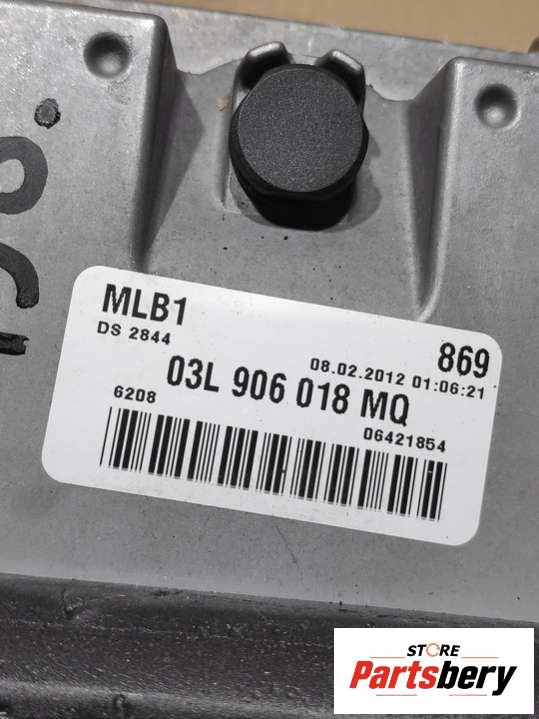 MLB1
DS 2844
869
08.02.2012 01:06:21
03L 906 018 MQ
6208
06421854
STORE
Partsbery